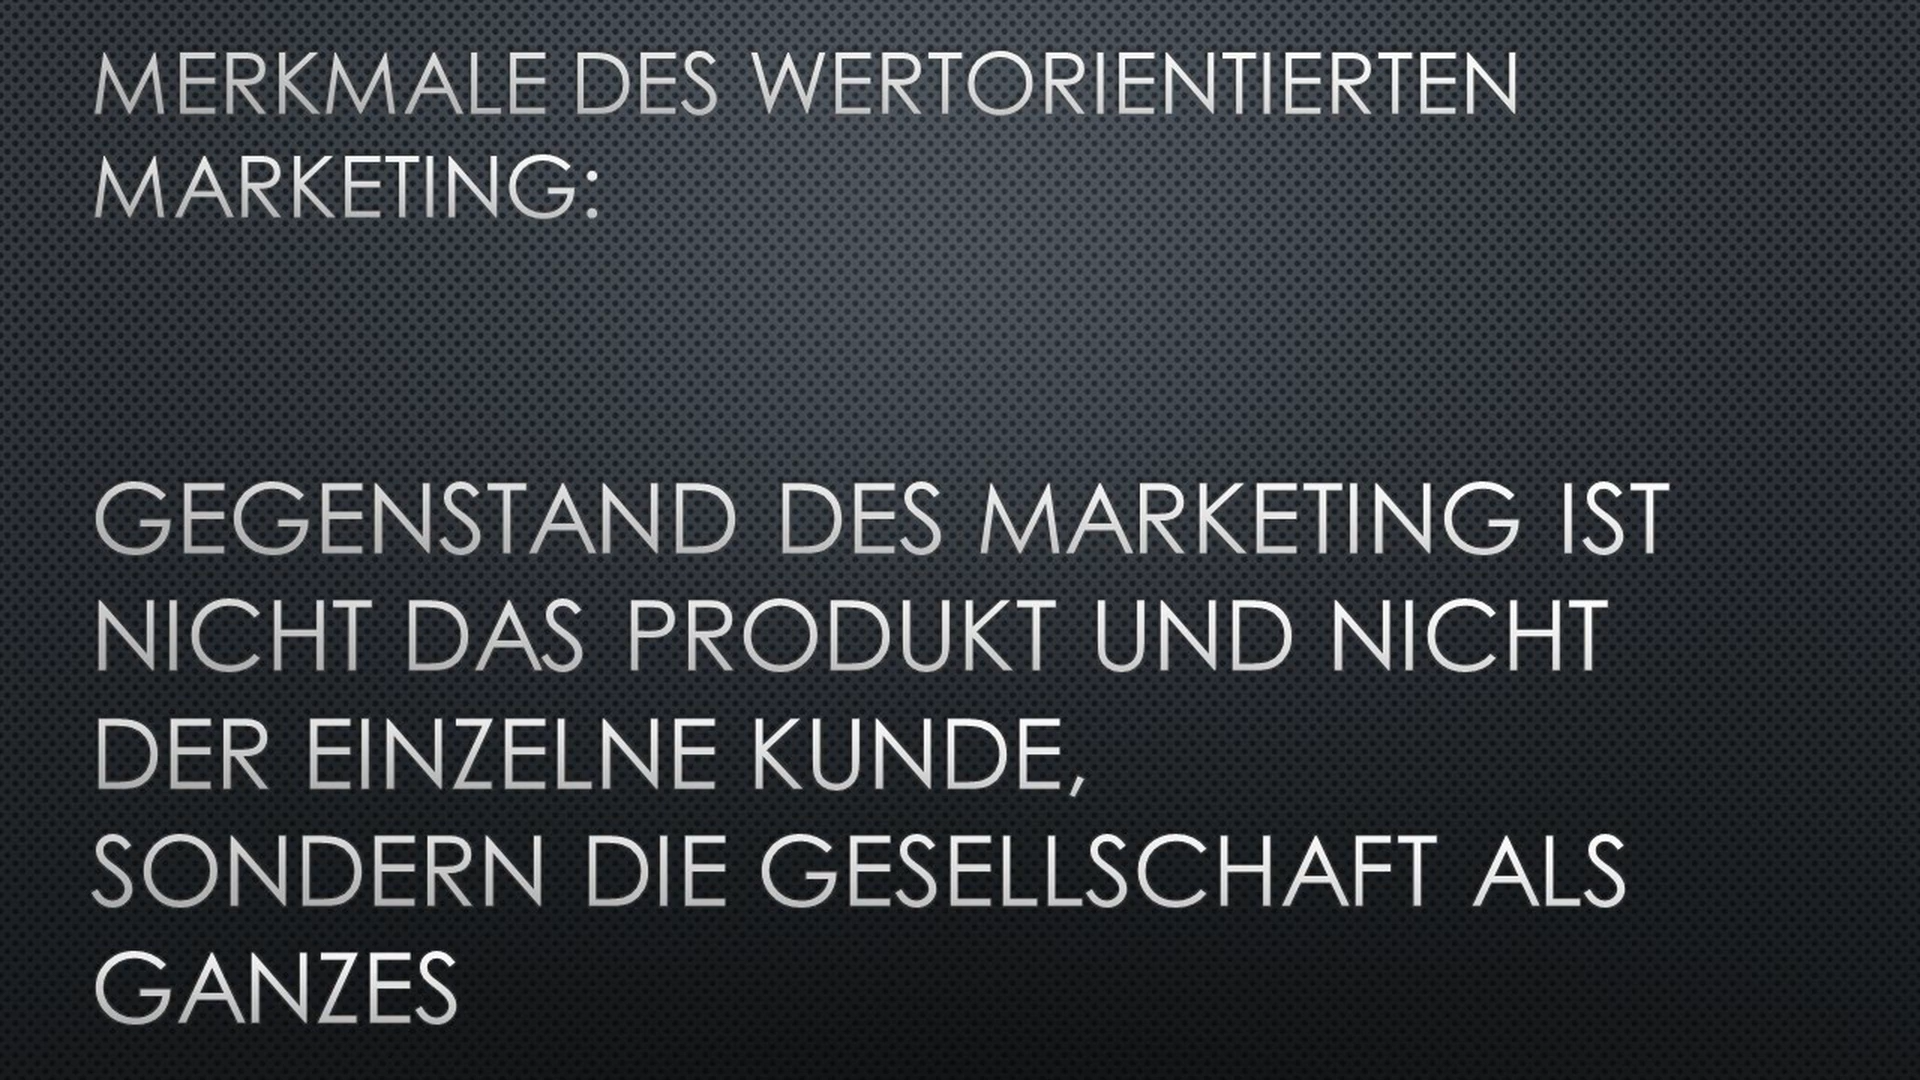 MERKMALE DES WERTORIENTIERTEN
MARKETING:
GEGENSTAND DES MARKETING IST
NICHT DAS PRODUKT UND NICHT
DER EINZELNE KUNDE,
SONDERN DIE GESELLSCHAFT ALS
GANZES